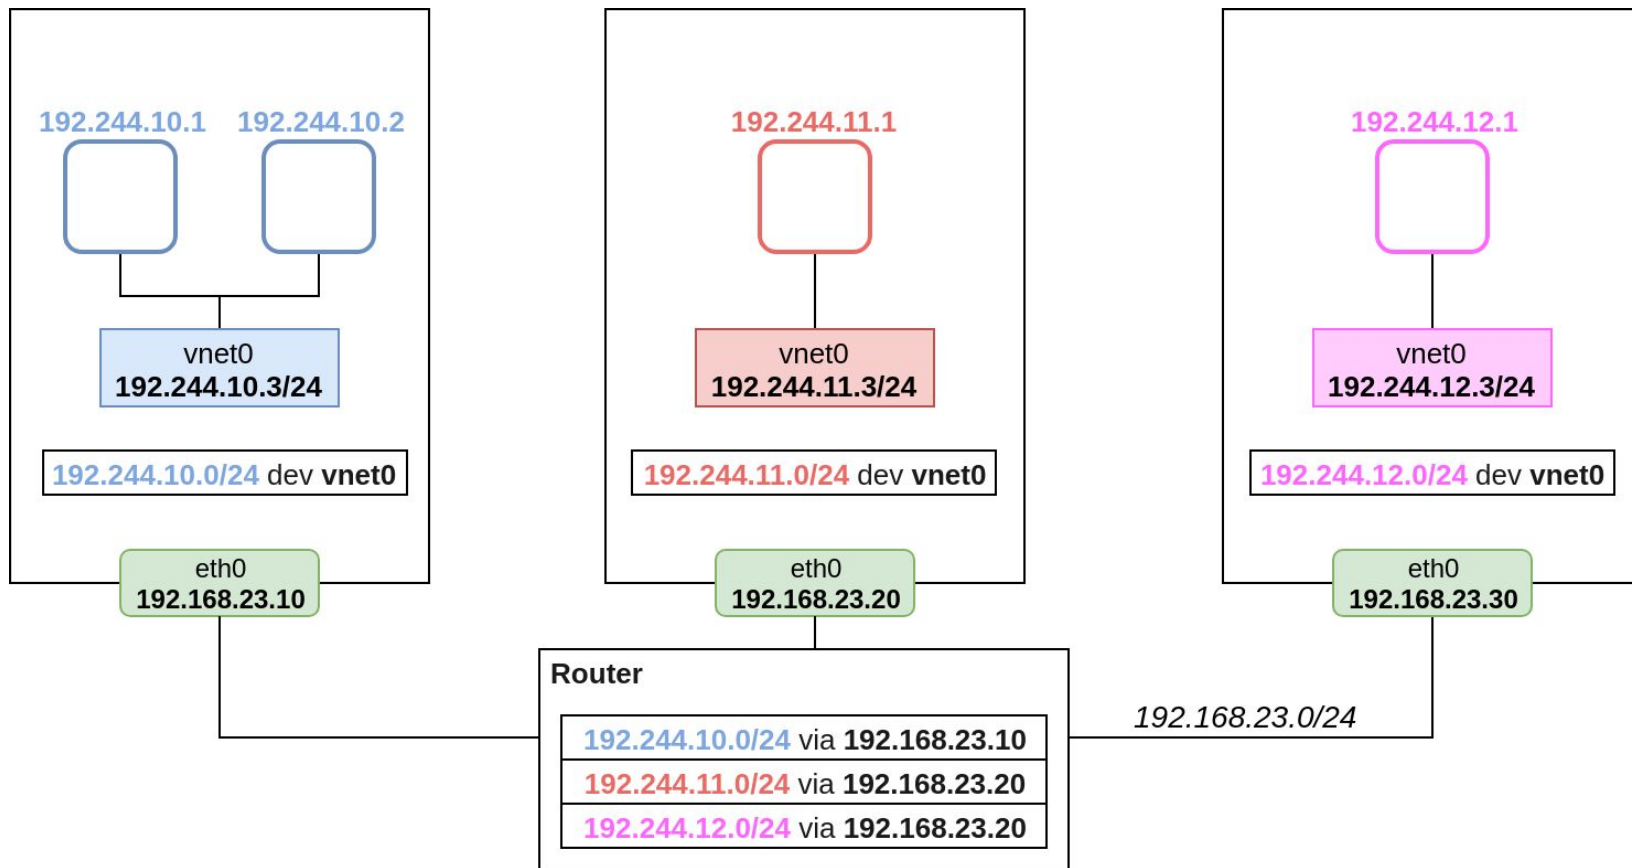 192.244.10.1
192.244.10.2
192.244.11.1
192.244.12.1
vnet0
192.244.10.3/24
vnet0
192.244.11.3/24
vnet0
192.244.12.3/24
192.244.10.0/24 dev vnet0
192.244.11.0/24 dev vnet0
192.244.12.0/24 dev vnet0
eth0
192.168.23.10
eth0
192.168.23.20
eth0
192.168.23.30
Router
192.168.23.0/24
192.244.10.0/24 via 192.168.23.10
192.244.11.0/24 via 192.168.23.20
192.244.12.0/24 via 192.168.23.20